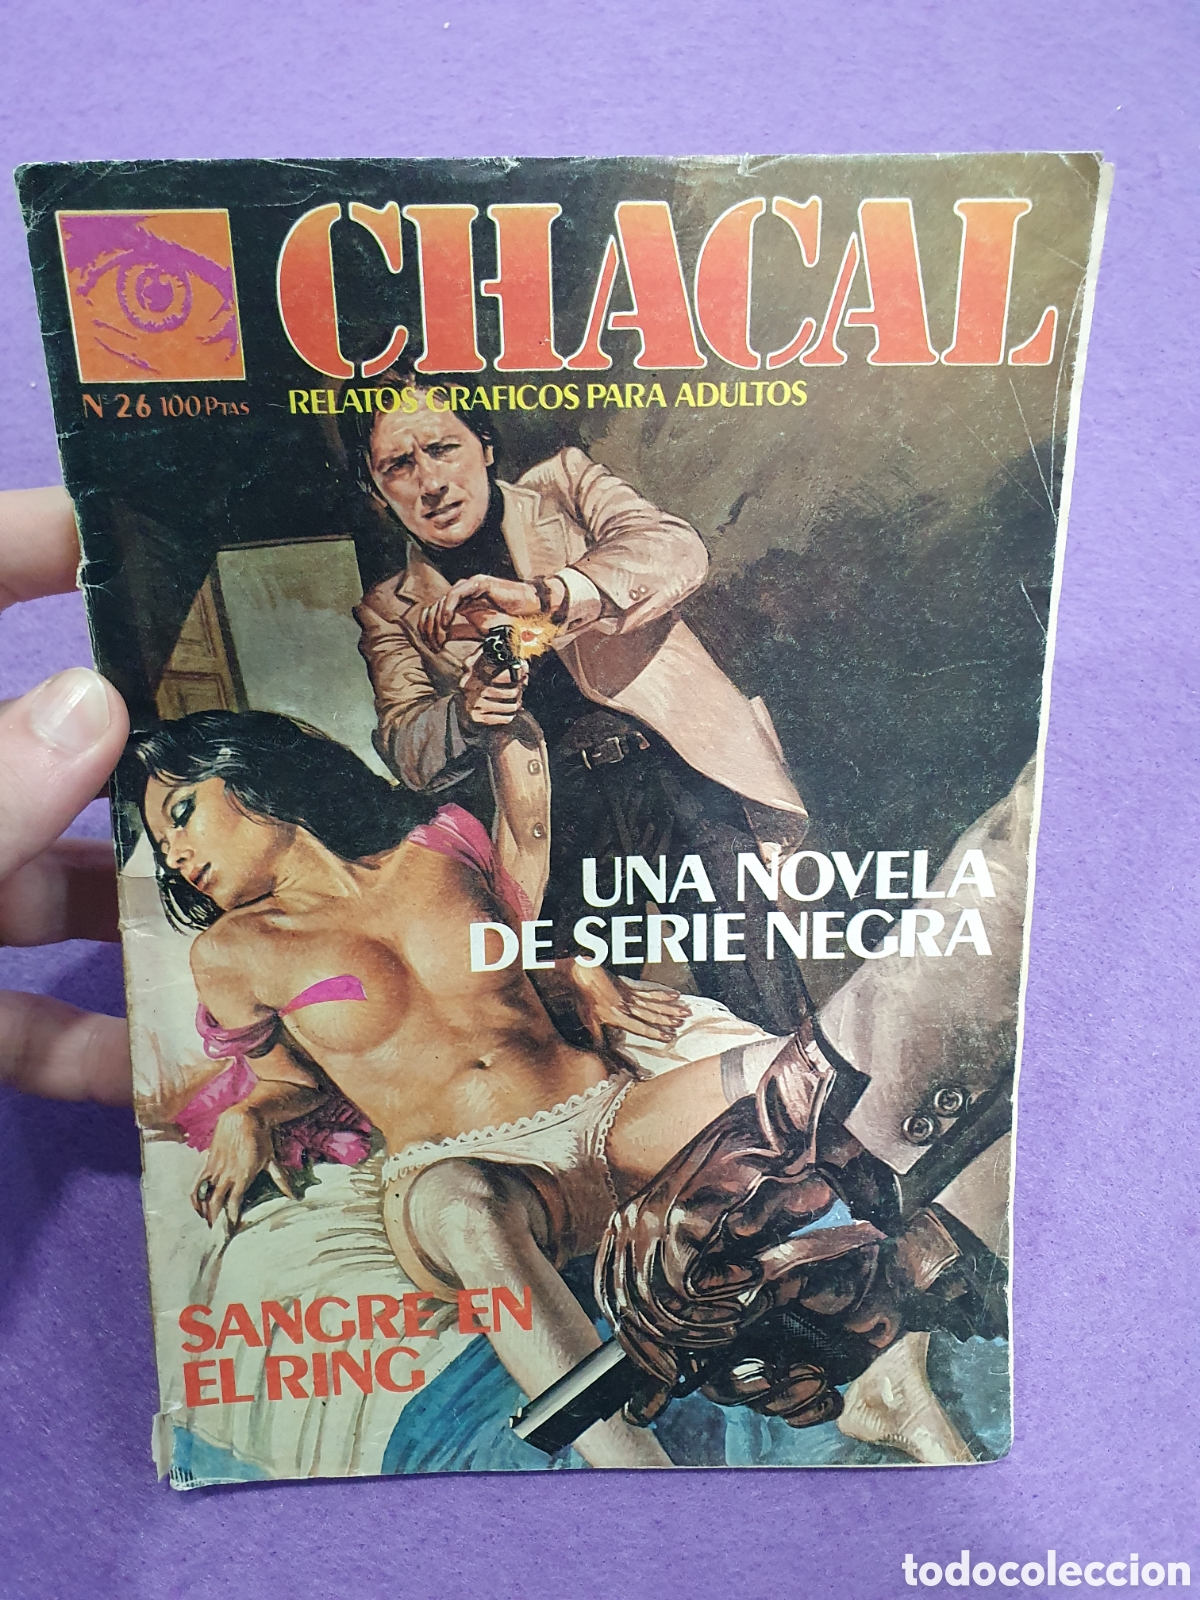 CHACAL
Nº 26 100 PTAS
RELATOS GRAFICOS PARA ADULTOS
UNA NOVELA
DE SERIE NEGRA
SANGRE EN
EL RING
todocoleccion